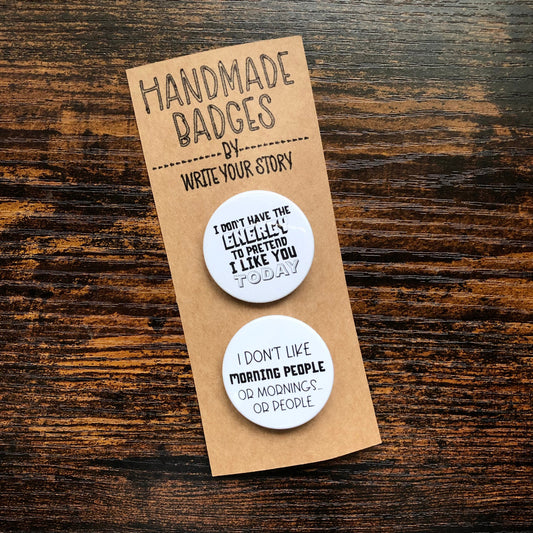 HANDMADE
BADGES
BY
WRITE YOUR STORY
I DON'T HAVE THE
ENERGY
TO PRETEND
I LIKE YOU
TODAY
I DON'T LIKE
MORNING PEOPLE
OR MORNINGS...
OR PEOPLE